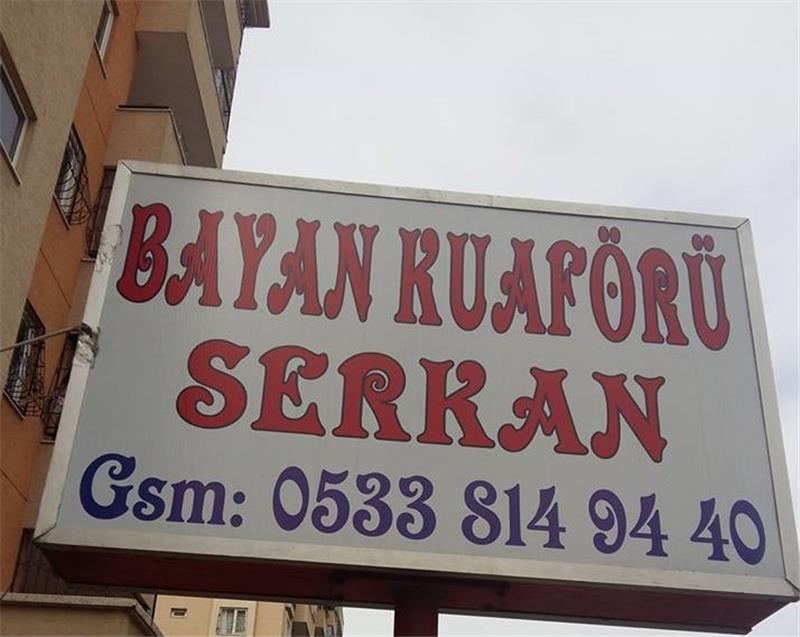 BAYAN KUAFÖRÜ
SERKAN
Gsm: 0533 814 94 40